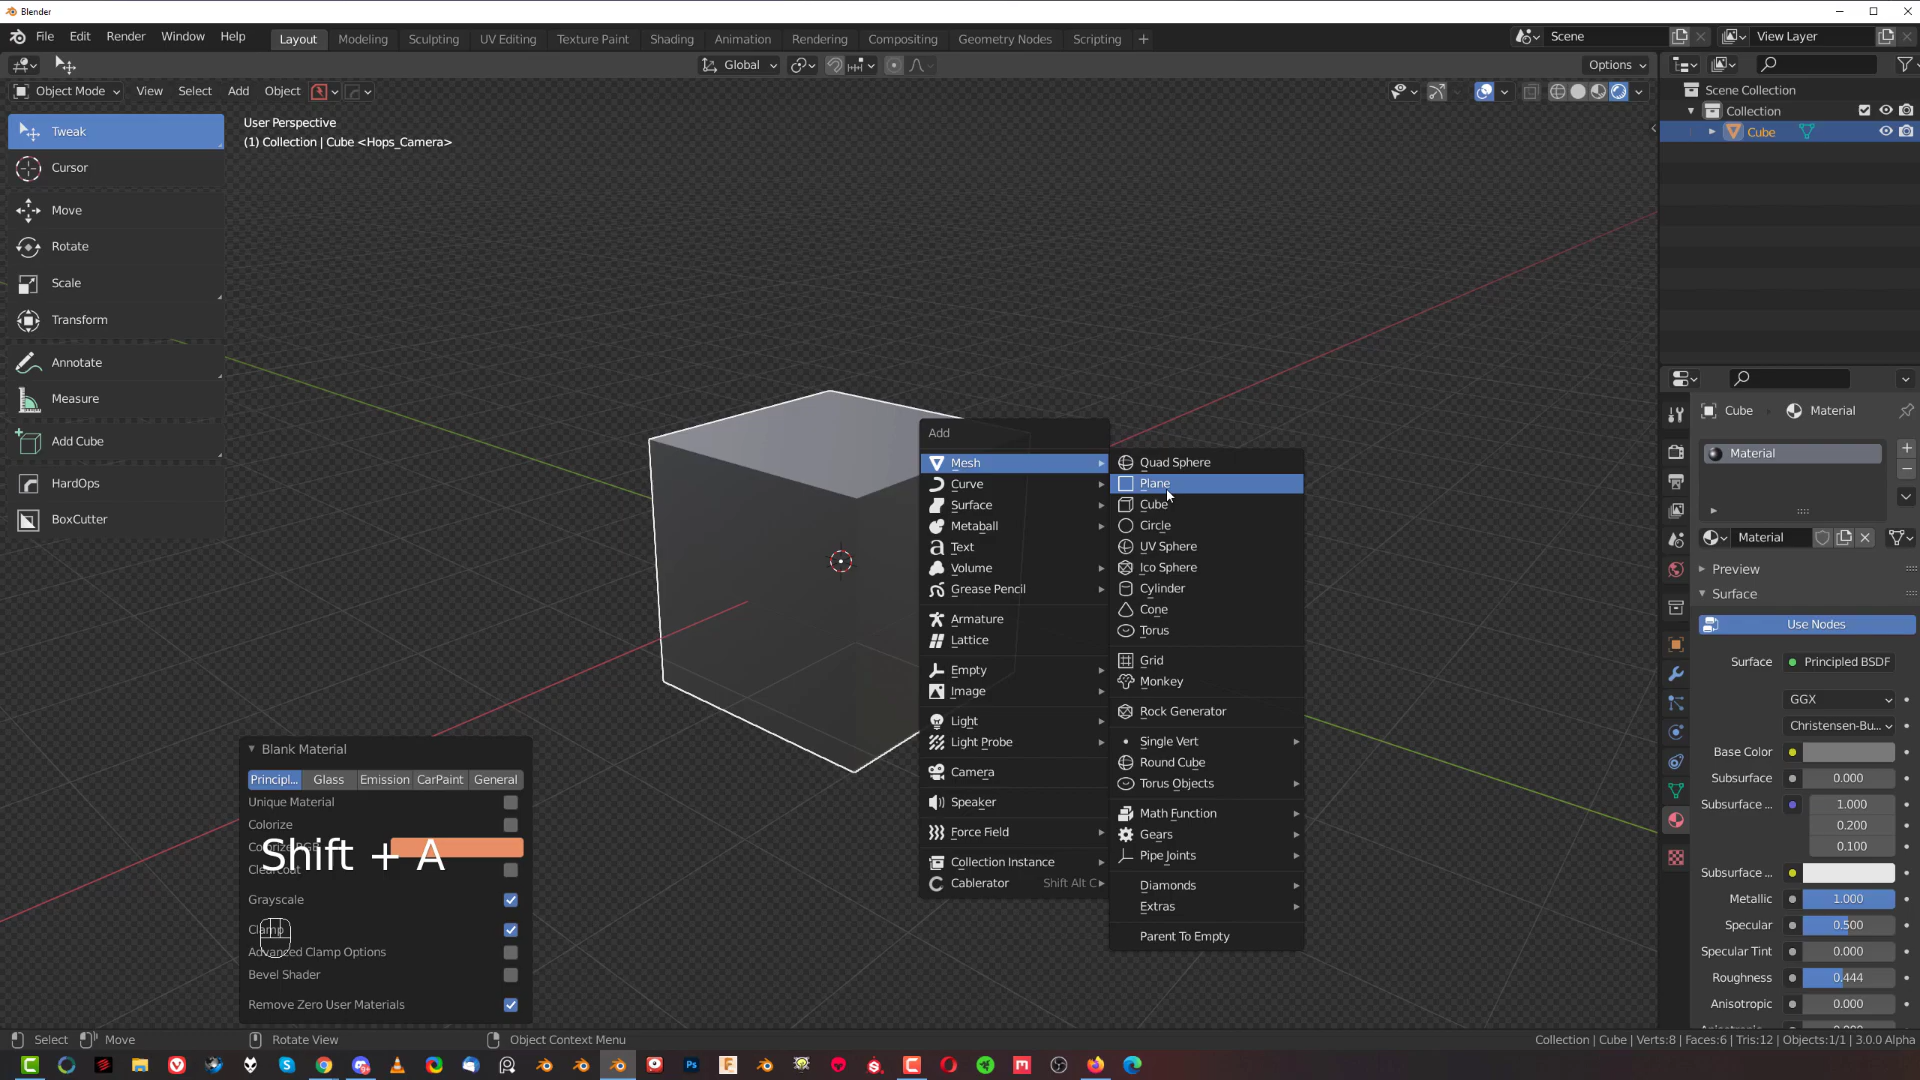 Blender
File Edit Render Window Help Layout Modeling Sculpting UV Editing Texture Paint Shading Animation Rendering Compositing Geometry Nodes Scripting + Scene View Layer
Global Options
Object Mode View Select Add Object
Tweak
Cursor
Move
Rotate
Scale
Transform
Annotate
Measure
Add Cube
HardOps
BoxCutter
User Perspective
(1) Collection | Cube <Hops_Camera>
Add
Mesh
Curve
Surface
Metaball
Text
Volume
Grease Pencil
Armature
Lattice
Empty
Image
Light
Light Probe
Camera
Speaker
Force Field
Collection Instance
Cablerator Shift Alt C
Quad Sphere
Plane
Cube
Circle
UV Sphere
Ico Sphere
Cylinder
Cone
Torus
Grid
Monkey
Rock Generator
Single Vert
Round Cube
Torus Objects
Math Function
Gears
Pipe Joints
Diamonds
Extras
Parent To Empty
Blank Material
Principl... Glass Emission CarPaint General
Unique Material
Colorize
Colorize RGB
Shift + A
Clearcoat
Grayscale
Clamp
Advanced Clamp Options
Bevel Shader
Remove Zero User Materials
Scene Collection
Collection
Cube
Cube Material
Material
Material
Preview
Surface
Use Nodes
Surface Principled BSDF
GGX
Christensen-Bu...
Base Color
Subsurface 0.000
Subsurface ... 1.000
0.200
0.100
Subsurface ...
Metallic 1.000
Specular 0.500
Specular Tint 0.000
Roughness 0.444
Anisotropic 0.000
Select Move Rotate View Object Context Menu Collection | Cube | Verts:8 | Faces:6 | Tris:12 | Objects:1/1 | 3.0.0 Alpha